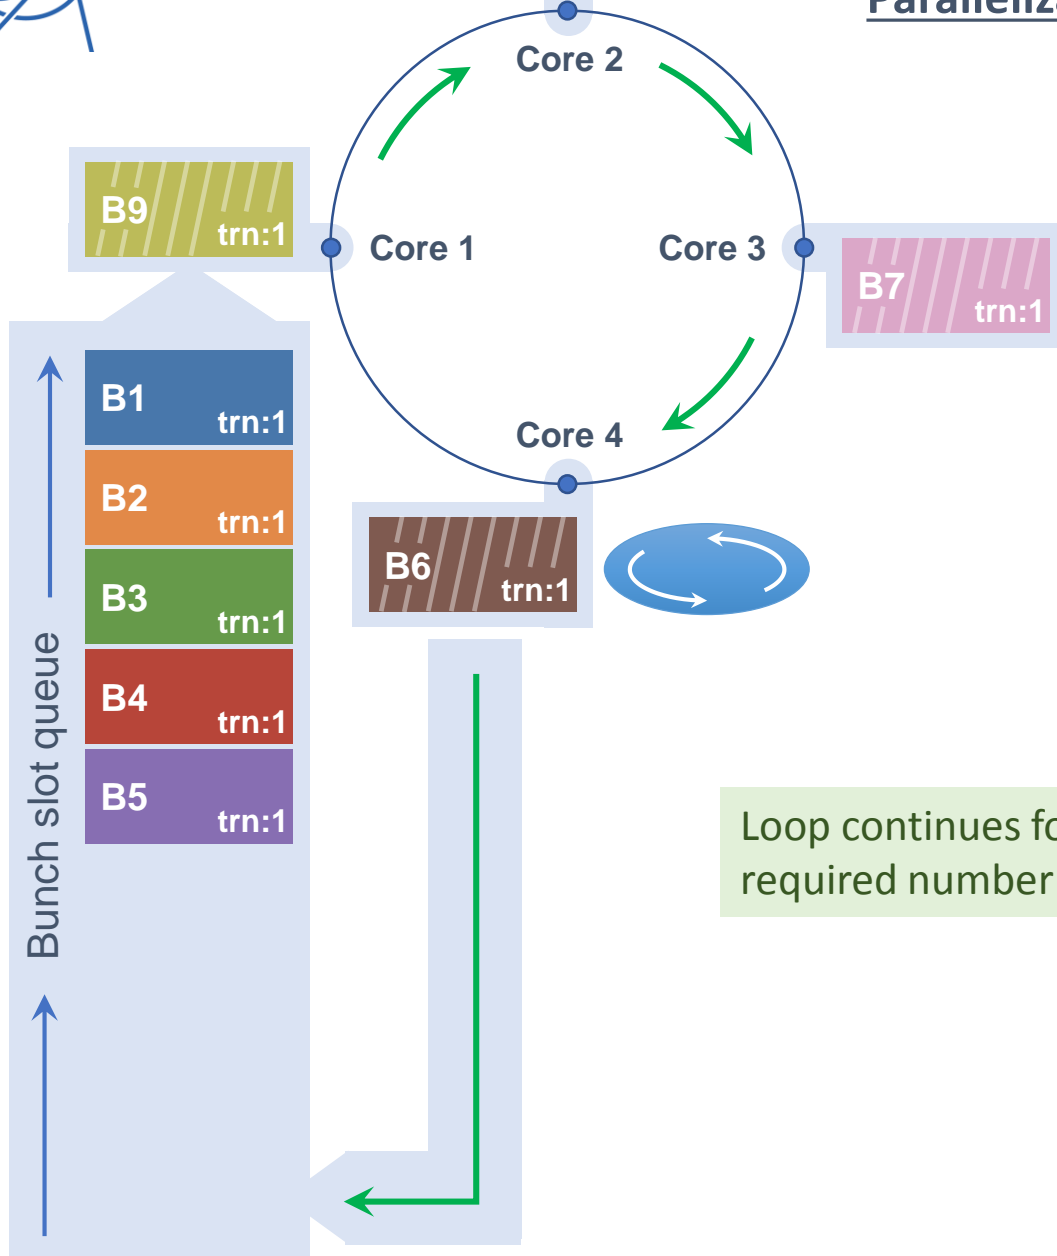 Core 2
B9
trn:1
Core 1
Core 3
B7
trn:1
B1
trn:1
Core 4
B2
trn:1
B6
trn:1
B3
trn:1
B4
trn:1
B5
trn:1
Bunch slot queue
Loop continues
required number